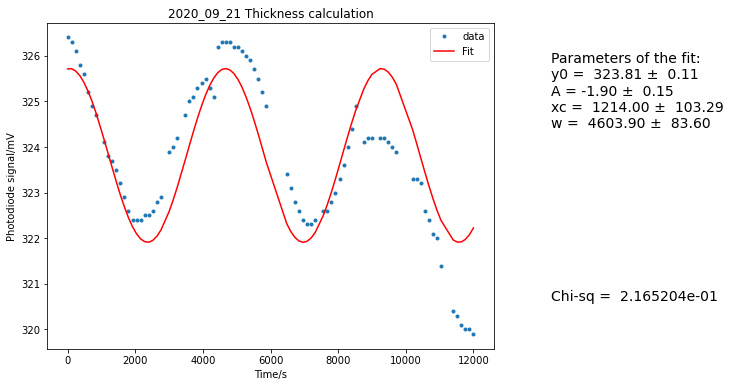 2020_09_21 Thickness calculation
data
Fit
326
325
324
323
322
321
320
Photodiode signal/mV
0
2000
4000
6000
8000
10000
12000
Time/s
Parameters of the fit:
y0 =  323.81 ±  0.11
A = -1.90 ±  0.15
xc =  1214.00 ±  103.29
w =  4603.90 ±  83.60
Chi-sq =  2.165204e-01